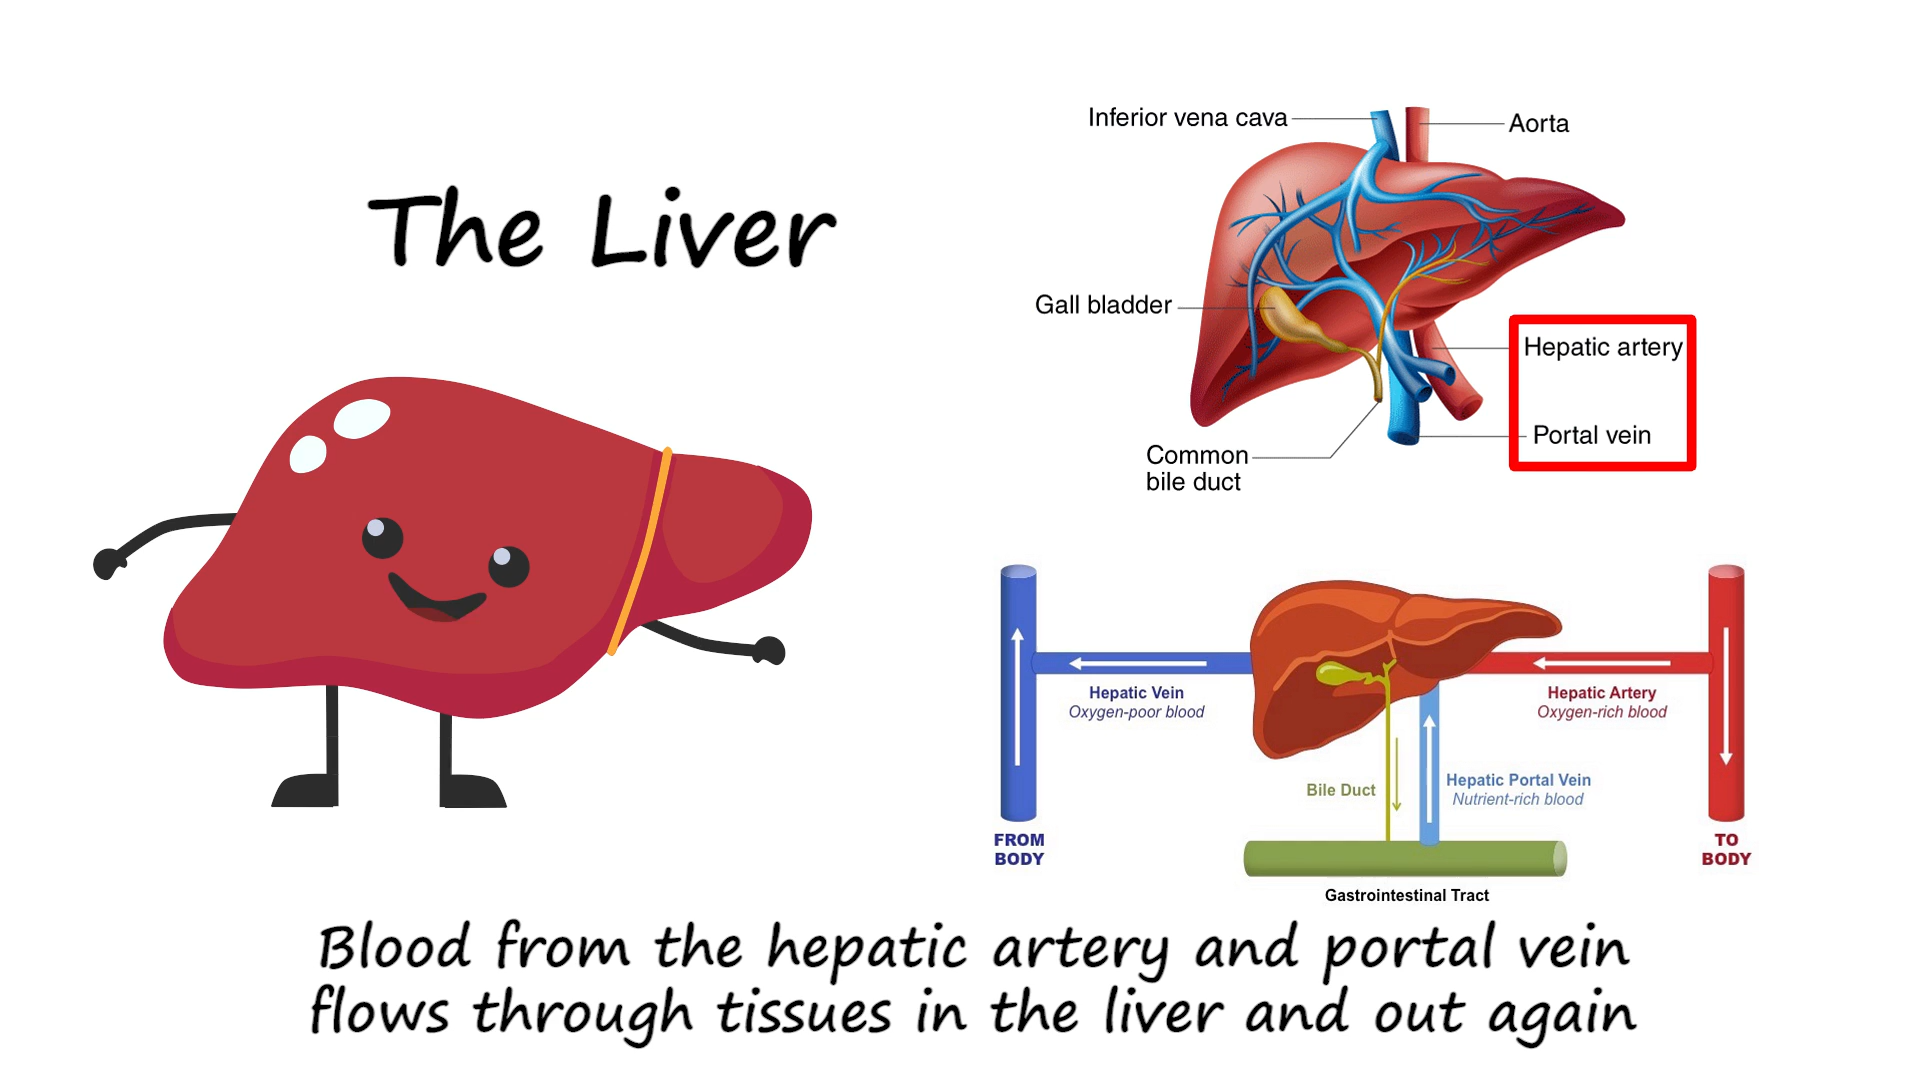 The Liver
Inferior vena cava
Aorta
Gall bladder
Hepatic artery
Portal vein
Common
bile duct
Hepatic Vein
Oxygen-poor blood
Hepatic Artery
Oxygen-rich blood
Bile Duct
Hepatic Portal Vein
Nutrient-rich blood
FROM
BODY
TO
BODY
Gastrointestinal Tract
Blood from the hepatic artery and portal vein
flows through tissues in the liver and out again